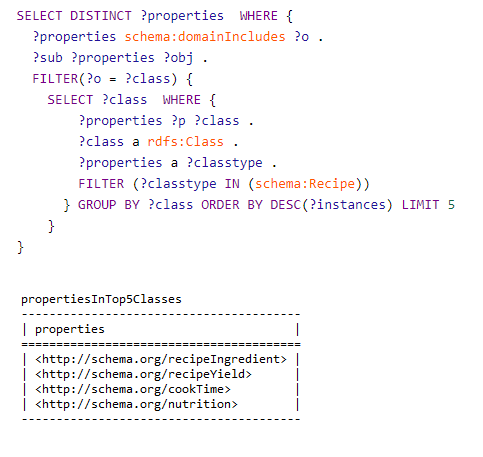 SELECT DISTINCT ?properties  WHERE {
  ?properties schema:domainIncludes ?o .
  ?sub ?properties ?obj .
  FILTER(?o = ?class) {
    SELECT ?class  WHERE {
        ?properties ?p ?class .
        ?class a rdfs:Class .
        ?properties a ?classtype .
        FILTER (?classtype IN (schema:Recipe))
      } GROUP BY ?class ORDER BY DESC(?instances) LIMIT 5
    }
}
propertiesInTop5Classes
----------------------------------------
| properties                           |
========================================
| <http://schema.org/recipeIngredient> |
| <http://schema.org/recipeYield>      |
| <http://schema.org/cookTime>         |
| <http://schema.org/nutrition>        |
----------------------------------------